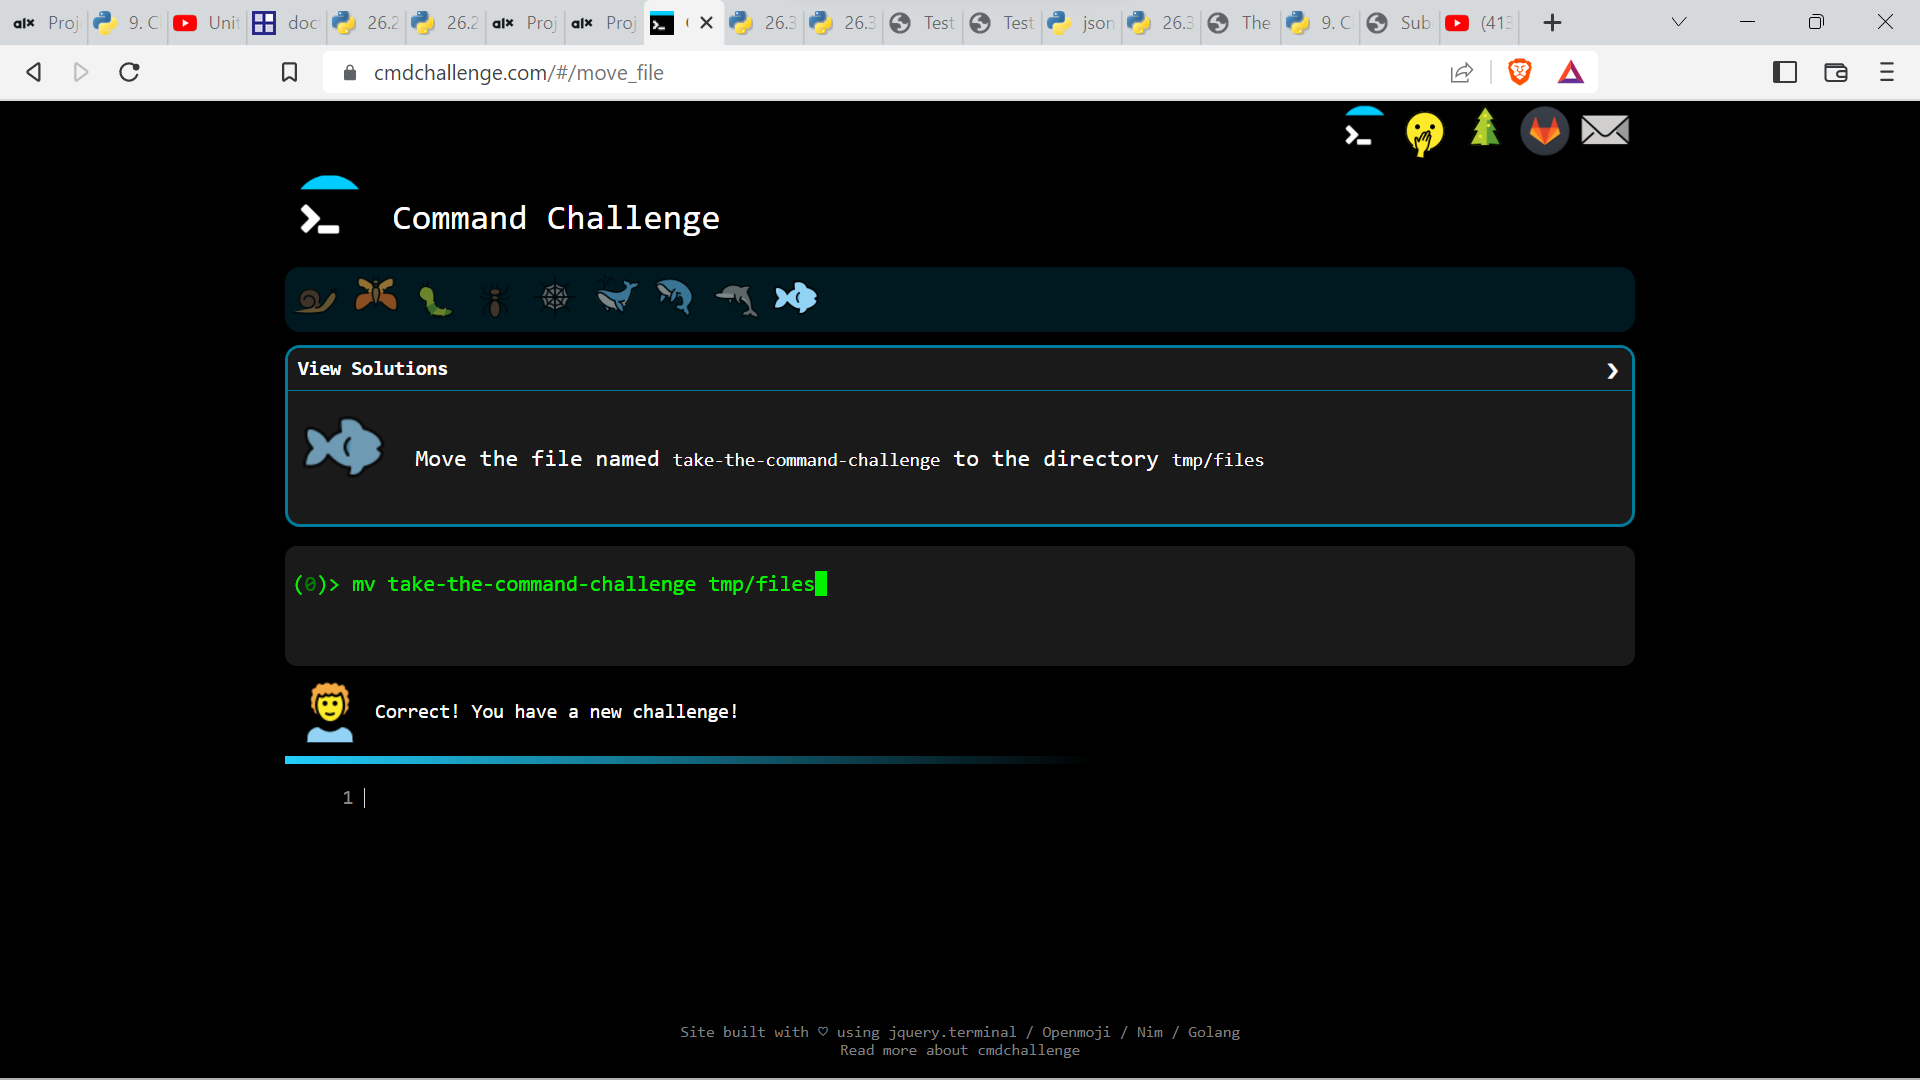 Proj
9. C
Unit
doc
26.2
26.2
Proj
Proj
26.3
26.3
Test
Test
json
26.3
The
9. C
Sub
(413
cmdchallenge.com/#/move_file
Command Challenge
View Solutions
Move the file named take-the-command-challenge to the directory tmp/files
(0)> mv take-the-command-challenge tmp/files
Correct! You have a new challenge!
1
Site built with ♡ using jquery.terminal / Openmoji / Nim / Golang
Read more about cmdchallenge